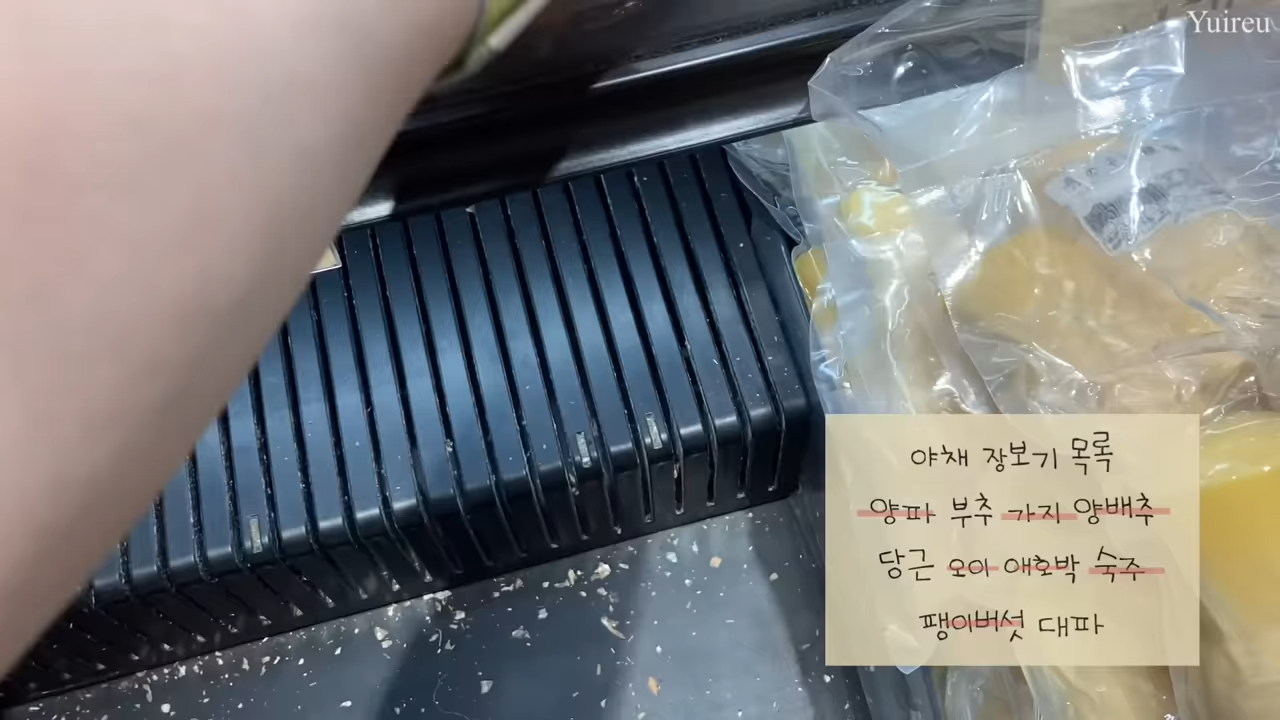 Yuireu
야채 장보기 목록
양파 부추 가지 양배추
당근 오이 애호박 숙주
팽이버섯 대파